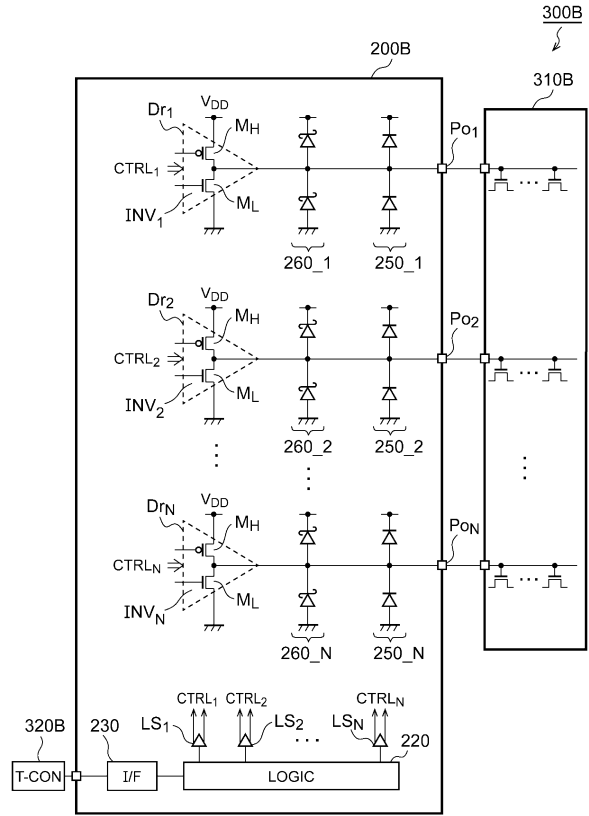 300B
200B
310B
Dr1
VDD
MH
Po1
CTRL1
INV1
ML
260_1
250_1
Dr2
VDD
MH
Po2
CTRL2
INV2
ML
260_2
250_2
DrN
VDD
MH
PoN
CTRLN
INVN
ML
260_N
250_N
CTRL1
CTRL2
CTRLN
LS1
LS2
LSN
320B
230
220
T-CON
I/F
LOGIC